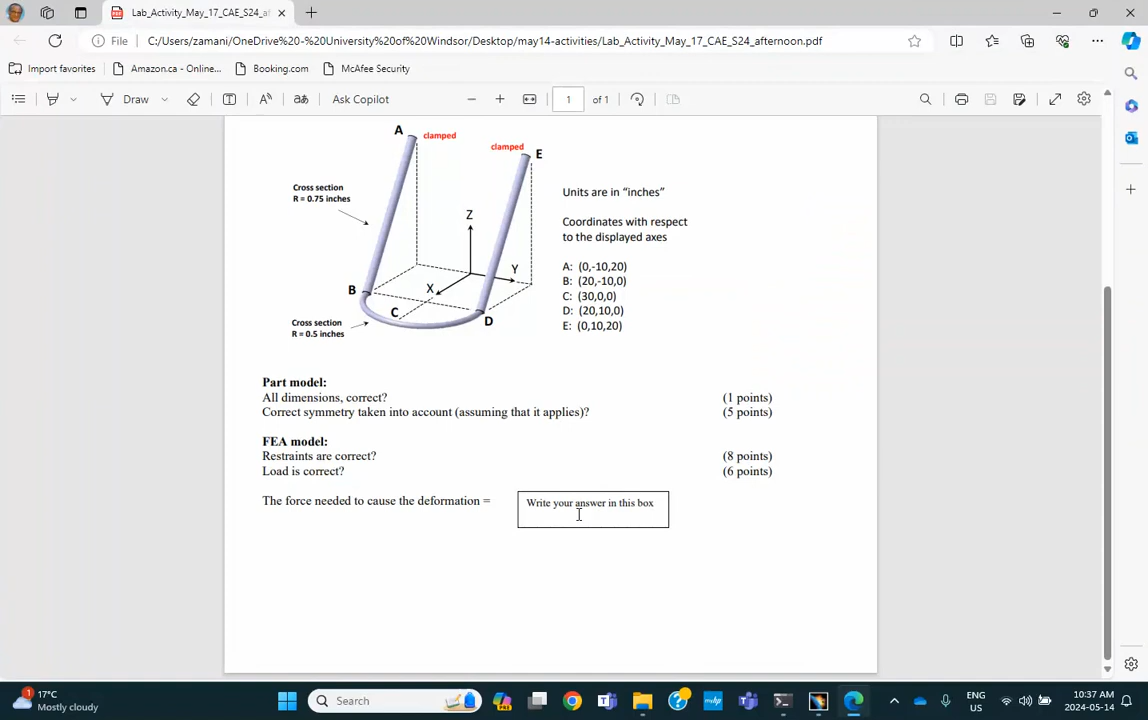 Lab_Activity_May_17_CAE_S24_af
File
C:/Users/zamani/OneDrive%20-%20University%20of%20Windsor/Desktop/may14-activities/Lab_Activity_May_17_CAE_S24_afternoon.pdf
Import favorites
Amazon.ca - Online...
Booking.com
McAfee Security
Draw
Ask Copilot
1 of 1
A
clamped
clamped
E
Cross section
R = 0.75 inches
Units are in “inches”
Z
Coordinates with respect
to the displayed axes
Y
A: (0,-10,20)
B: (20,-10,0)
C: (30,0,0)
D: (20,10,0)
E: (0,10,20)
X
B
C
D
Cross section
R = 0.5 inches
Part model:
All dimensions, correct? (1 points)
Correct symmetry taken into account (assuming that it applies)? (5 points)
FEA model:
Restraints are correct? (8 points)
Load is correct? (6 points)
The force needed to cause the deformation =
Write your answer in this box
1
17°C
Mostly cloudy
Search
ENG
US
10:37 AM
2024-05-14